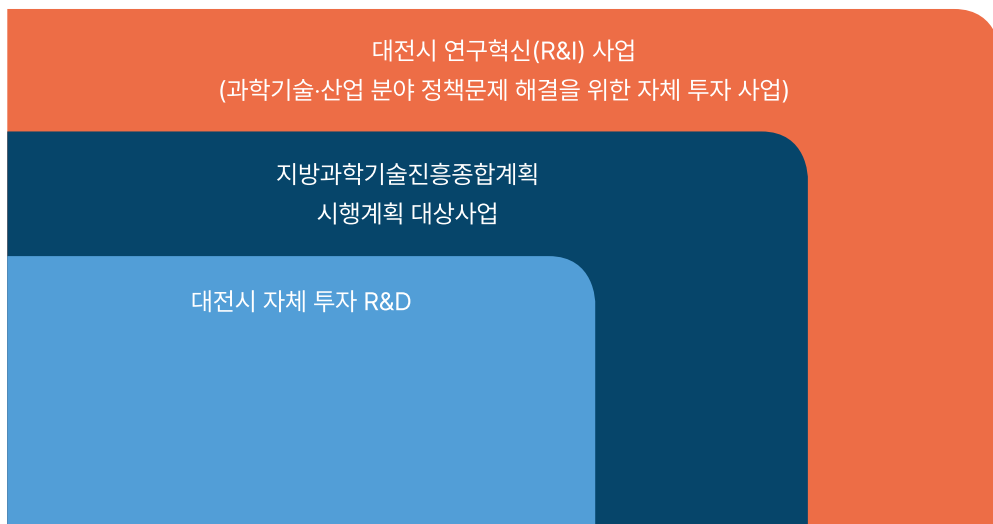 대전시 연구혁신(R&I) 사업
(과학기술·산업 분야 정책문제 해결을 위한 자체 투자 사업)
지방과학기술진흥종합계획
시행계획 대상사업
대전시 자체 투자 R&D